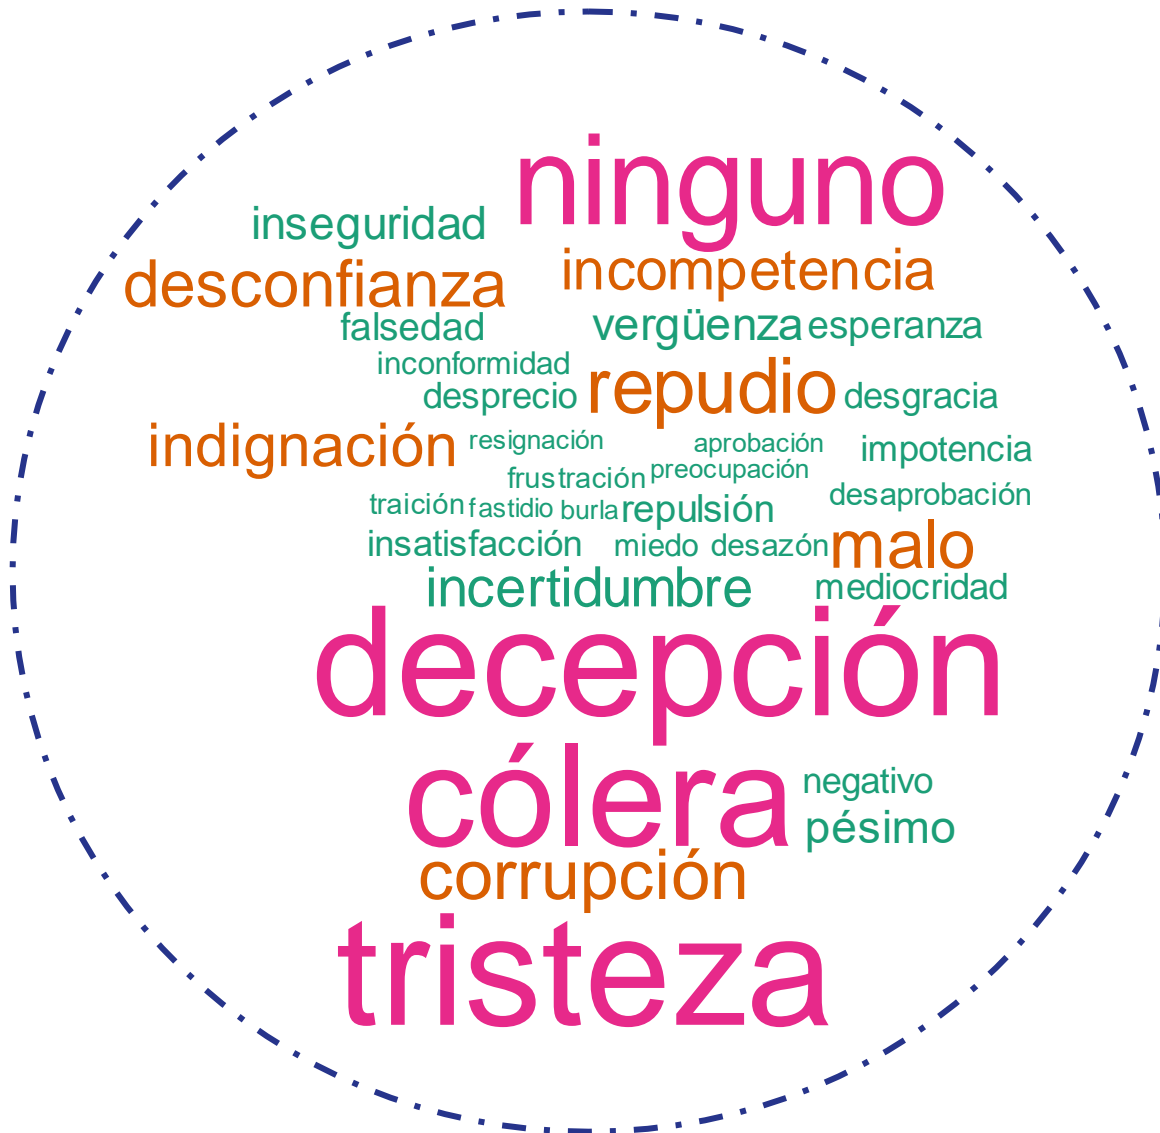 ninguno
inseguridad
desconfianza incompetencia
falsedad vergüenza esperanza
inconformidad
desprecio repudio desgracia
indignación resignación aprobación impotencia
frustración preocupación
desaprobación
traición fastidio burla repulsión
insatisfacción miedo desazón malo
incertidumbre mediocridad
decepción
cólera negativo
pésimo
corrupción
tristeza